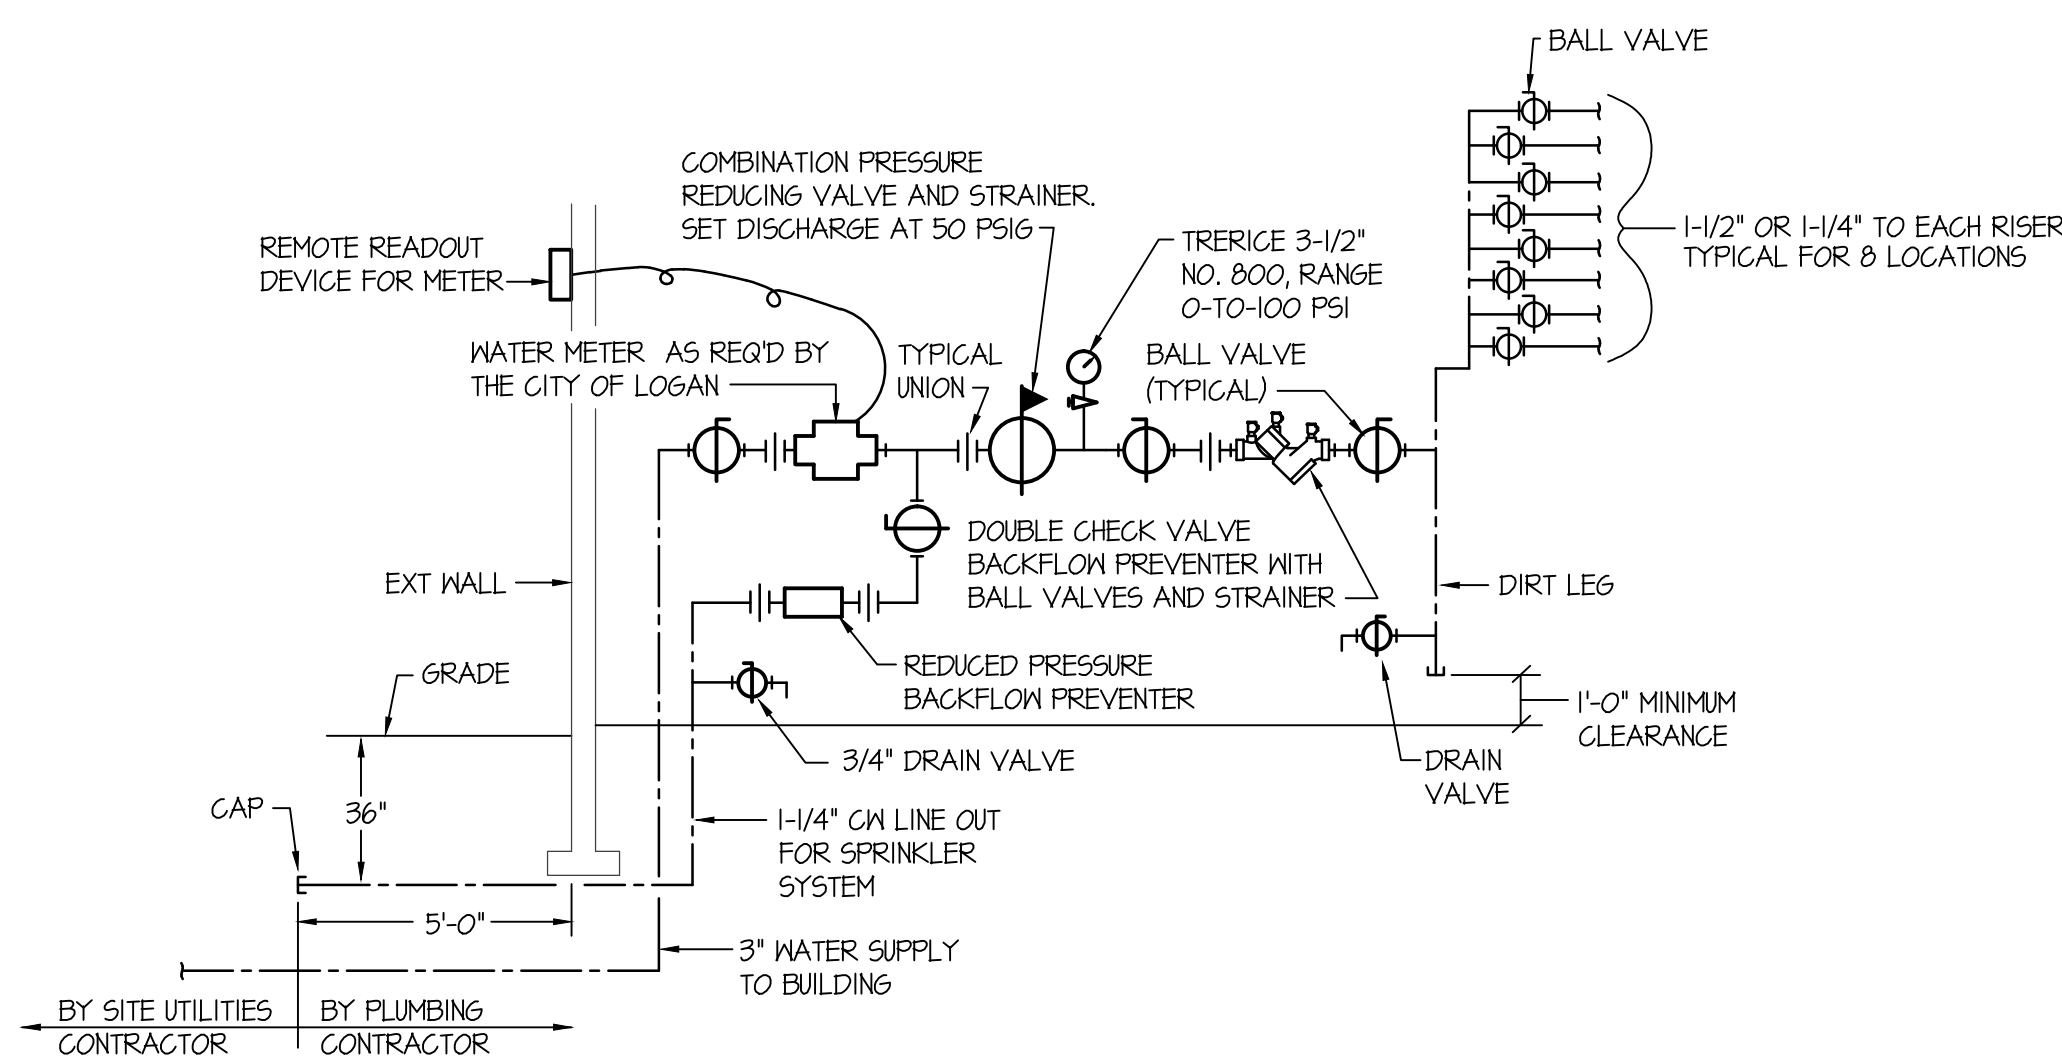 BALL VALVE
COMBINATION PRESSURE
REDUCING VALVE AND STRAINER.
SET DISCHARGE AT 50 PSIG
REMOTE READOUT
DEVICE FOR METER
TRERICE 3-1/2"
NO. 800, RANGE
0-TO-100 PSI
1-1/2" OR 1-1/4" TO EACH RISER
TYPICAL FOR 8 LOCATIONS
WATER METER AS REQ'D BY
THE CITY OF LOGAN
TYPICAL
UNION
BALL VALVE
(TYPICAL)
DOUBLE CHECK VALVE
BACKFLOW PREVENTER WITH
BALL VALVES AND STRAINER
EXT WALL
DIRT LEG
GRADE
REDUCED PRESSURE
BACKFLOW PREVENTER
1'-0" MINIMUM
CLEARANCE
3/4" DRAIN VALVE
DRAIN
VALVE
CAP
36"
1-1/4" CW LINE OUT
FOR SPRINKLER
SYSTEM
5'-0"
3" WATER SUPPLY
TO BUILDING
BY SITE UTILITIES
CONTRACTOR
BY PLUMBING
CONTRACTOR